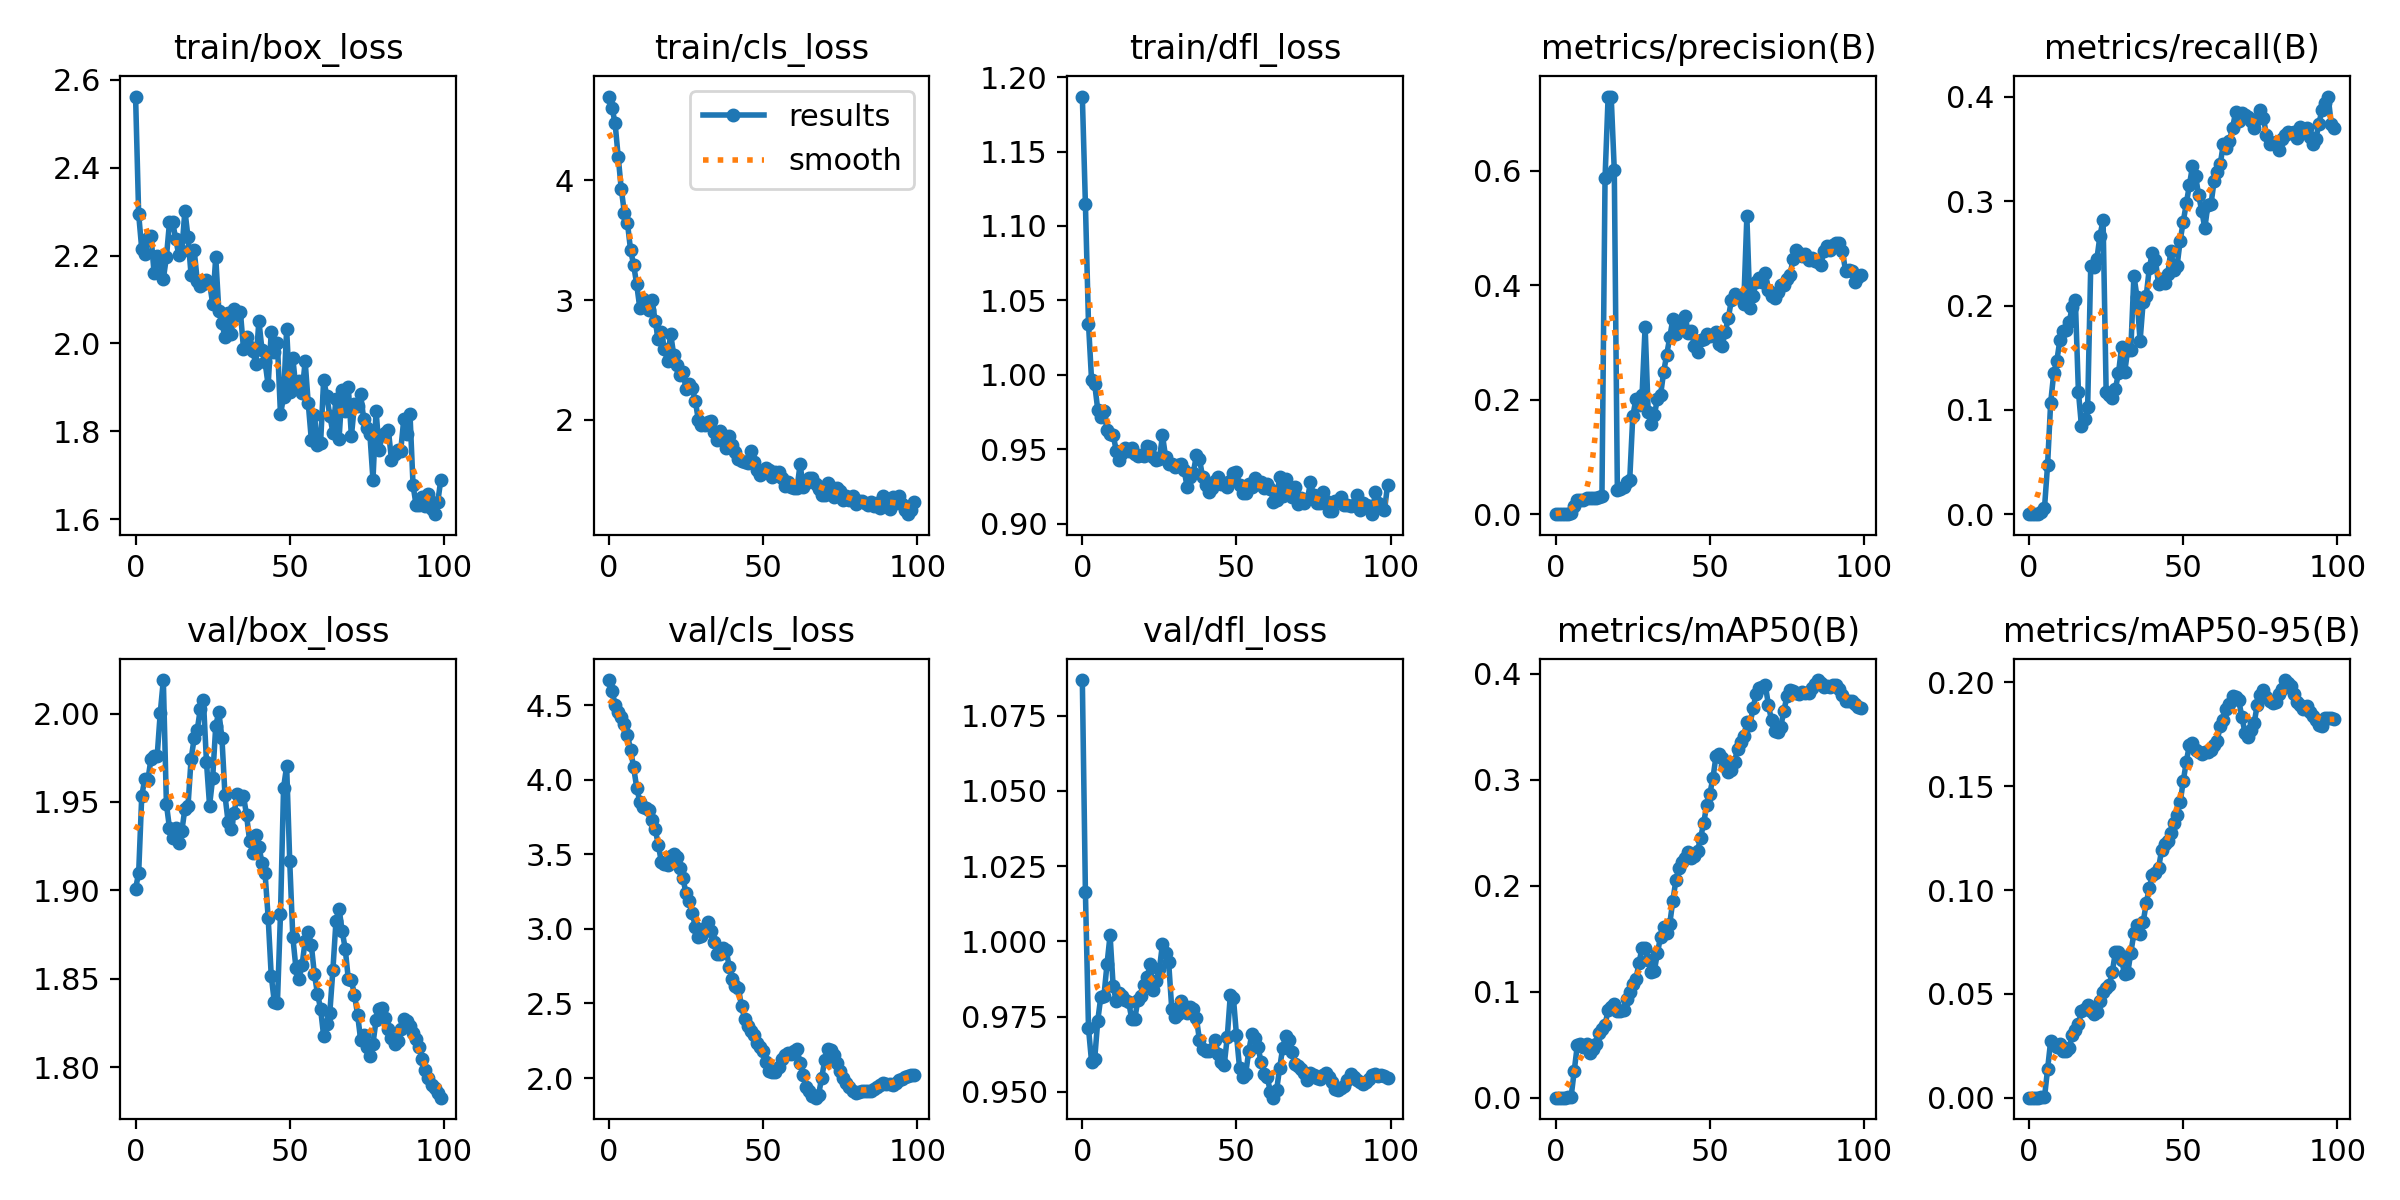 train/box_loss
2.6
2.4
2.2
2.0
1.8
1.6
0 50 100
train/cls_loss
results
smooth
4
3
2
0 50 100
train/dfl_loss
1.20
1.15
1.10
1.05
1.00
0.95
0.90
0 50 100
metrics/precision(B)
0.6
0.4
0.2
0.0
0 50 100
metrics/recall(B)
0.4
0.3
0.2
0.1
0.0
0 50 100
val/box_loss
2.00
1.95
1.90
1.85
1.80
0 50 100
val/cls_loss
4.5
4.0
3.5
3.0
2.5
2.0
0 50 100
val/dfl_loss
1.075
1.050
1.025
1.000
0.975
0.950
0 50 100
metrics/mAP50(B)
0.4
0.3
0.2
0.1
0.0
0 50 100
metrics/mAP50-95(B)
0.20
0.15
0.10
0.05
0.00
0 50 100